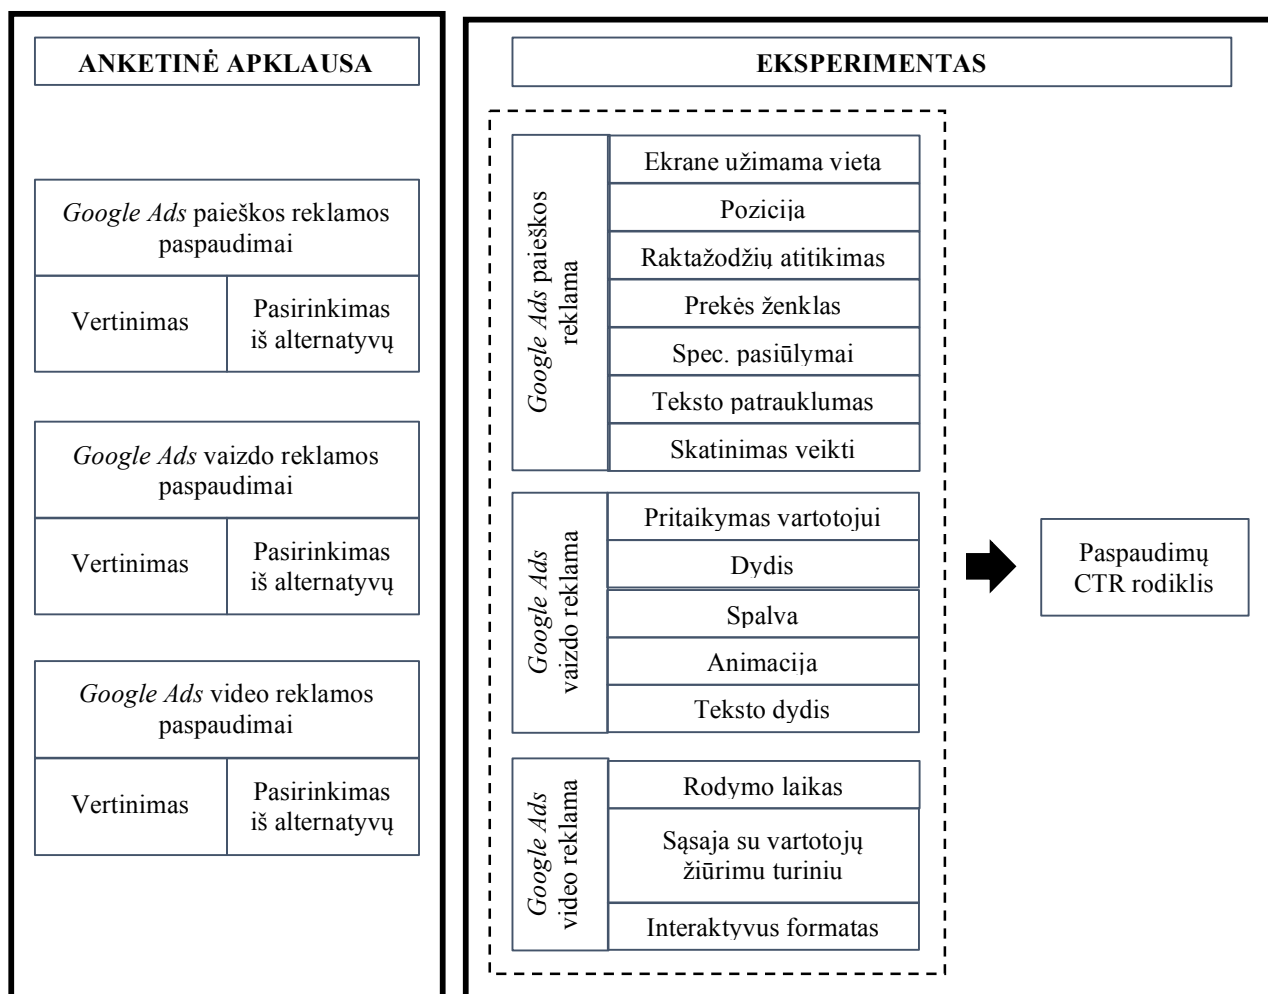 ANKETINĖ APKLAUSA
Google Ads paieškos reklamos
paspaudimai
Vertinimas
Pasirinkimas
iš alternatyvų
Google Ads vaizdo reklamos
paspaudimai
Vertinimas
Pasirinkimas
iš alternatyvų
Google Ads video reklamos
paspaudimai
Vertinimas
Pasirinkimas
iš alternatyvų
EKSPERIMENTAS
Google Ads paieškos
reklama
Ekrane užimama vieta
Pozicija
Raktažodžių atitikimas
Prekės ženklas
Spec. pasiūlymai
Teksto patrauklumas
Skatinimas veikti
Google Ads
vaizdo reklama
Pritaikymas vartotojui
Dydis
Spalva
Animacija
Teksto dydis
Google Ads
video reklama
Rodymo laikas
Sąsaja su vartotojų
žiūrimu turiniu
Interaktyvus formatas
Paspaudimų
CTR rodiklis